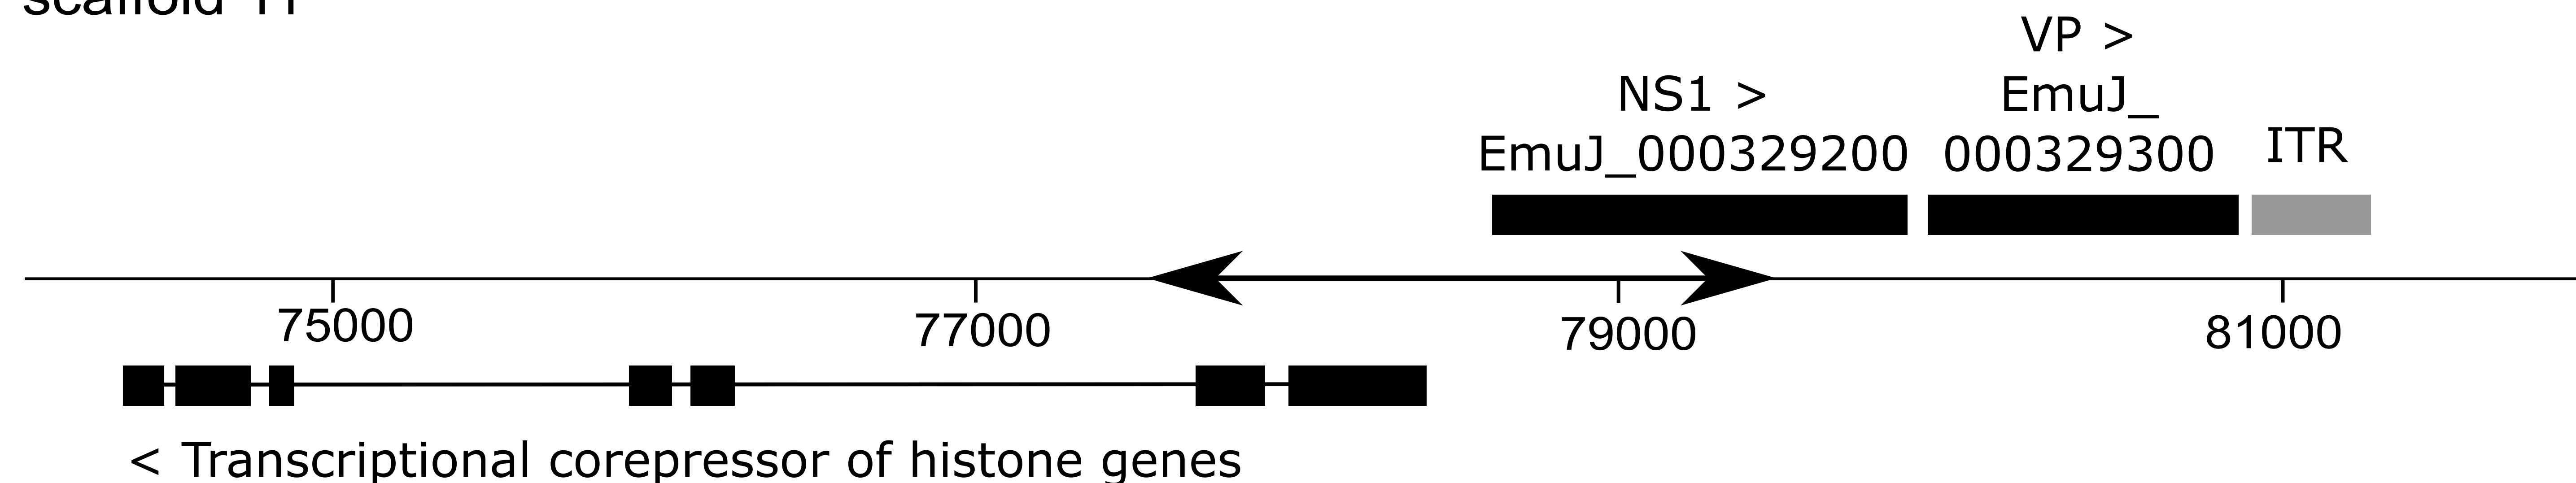 VP >
NS1 > EmuJ_
EmuJ_000329200 000329300 ITR
75000 77000 79000 81000
< Transcriptional corepressor of histone genes